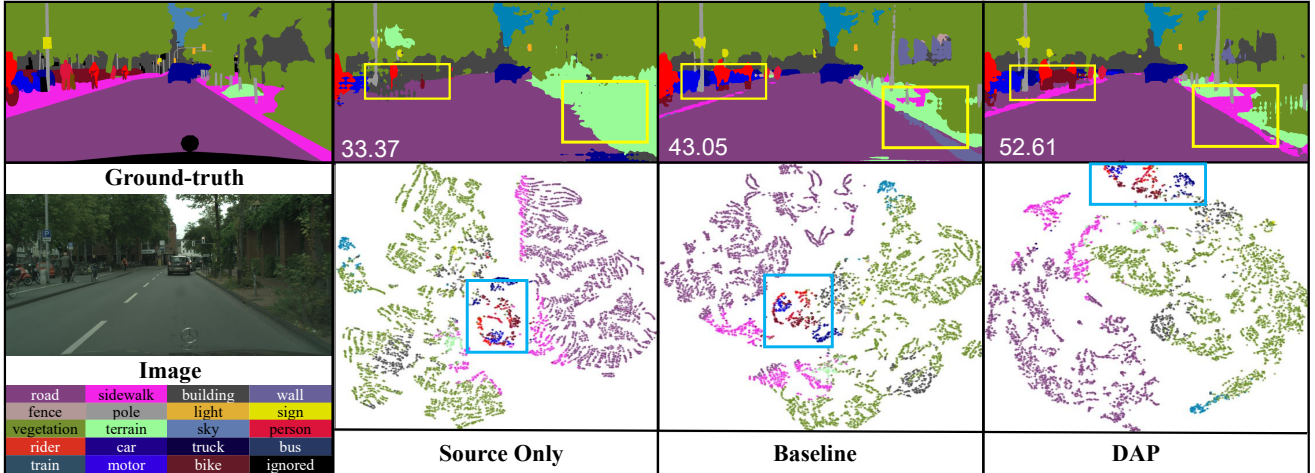 33.37
43.05
52.61
Ground-truth
Image
road sidewalk building wall
fence pole light sign
vegetation terrain sky person
rider car truck bus
train motor bike ignored
Source Only
Baseline
DAP